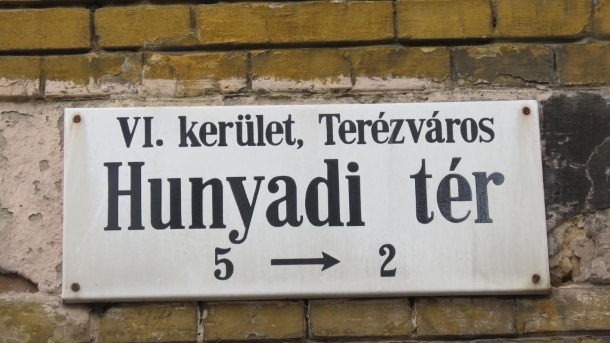 VI. kerület, Terézváros
Hunyadi tér
5 → 2